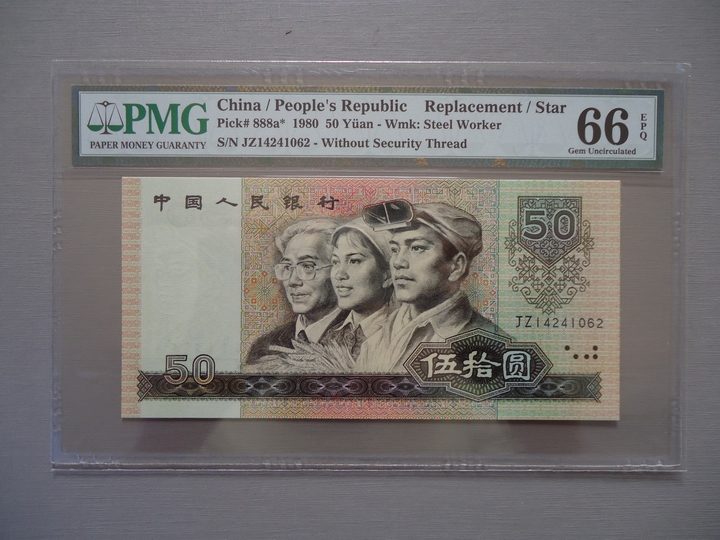 PMG
PAPER MONEY GUARANTY
China / People's Republic Replacement / Star
Pick# 888a* 1980 50 Yüan - Wmk: Steel Worker
S/N JZ14241062 - Without Security Thread
66 EPQ
Gem Uncirculated
中国人民银行
50
JZ14241062
50
伍拾圆